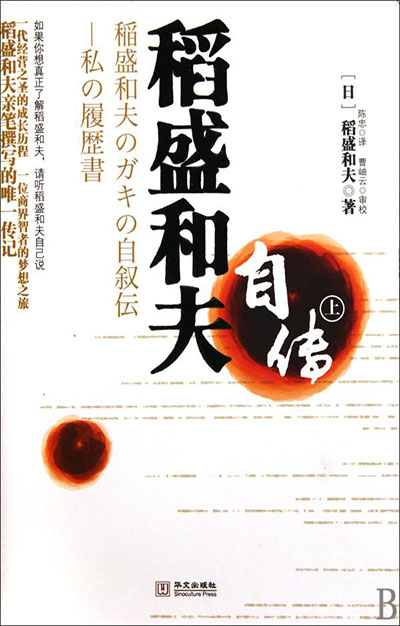 陈忠◎译 曹岫云◎审校
[日]稻盛和夫◎著
稻盛和夫
自传
上
稲盛和夫のガキの自叙伝
—私の履歴書
如果你想真正了解稻盛和夫,请听稻盛和夫自己说
一代经营之圣的成长历程 一位商界智者的梦想之旅
稻盛和夫亲笔撰写的唯一传记
华文出版社
Sinoculture Press
B